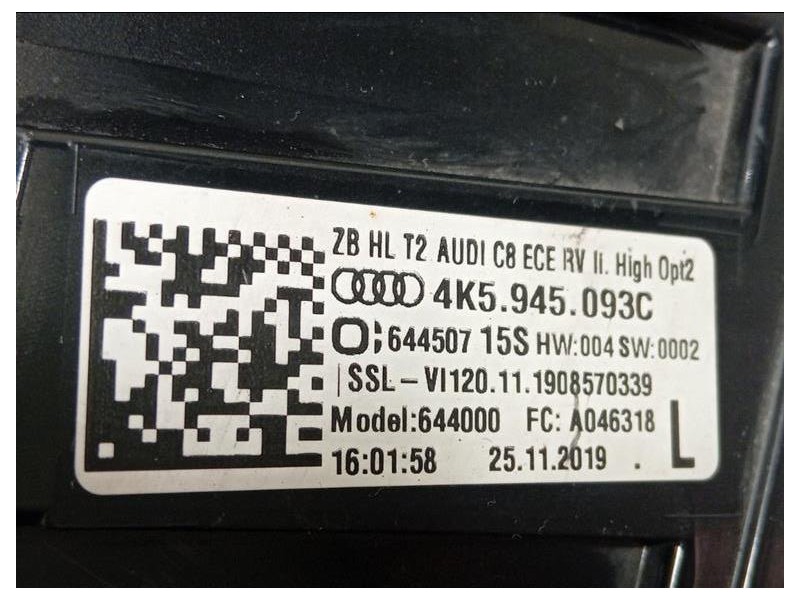 ZB HL T2 AUDI C8 ECE RV li. High Opt2
4K5.945.093C
644507 15S HW:004 SW:0002
SSL-VI120.11.1908570339
Model:644000 FC: A046318
16:01:58 25.11.2019 . L